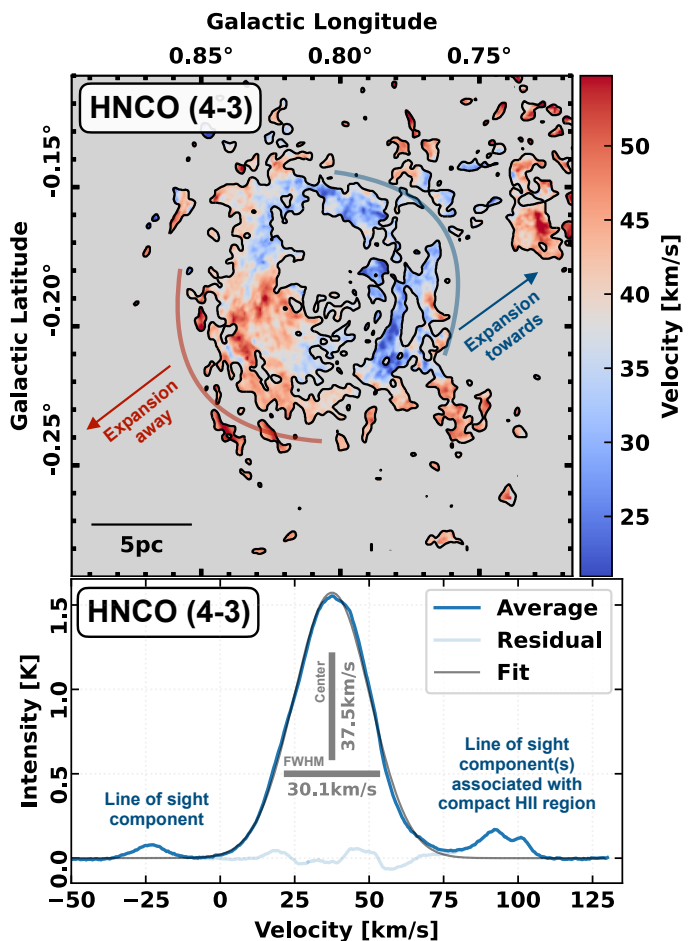 Galactic Longitude
0.85° 0.80° 0.75°
HNCO (4-3)
Galactic Latitude
-0.15°
-0.20°
-0.25°
Expansion
towards
Expansion
away
5pc
50
45
40
35
30
25
Velocity [km/s]
HNCO (4-3)
Average
Residual
Fit
Intensity [K]
1.5
1.0
0.5
0.0
Center
37.5km/s
FWHM
30.1km/s
Line of sight
component
Line of sight
component(s)
associated with
compact HII region
-50 -25 0 25 50 75 100 125
Velocity [km/s]